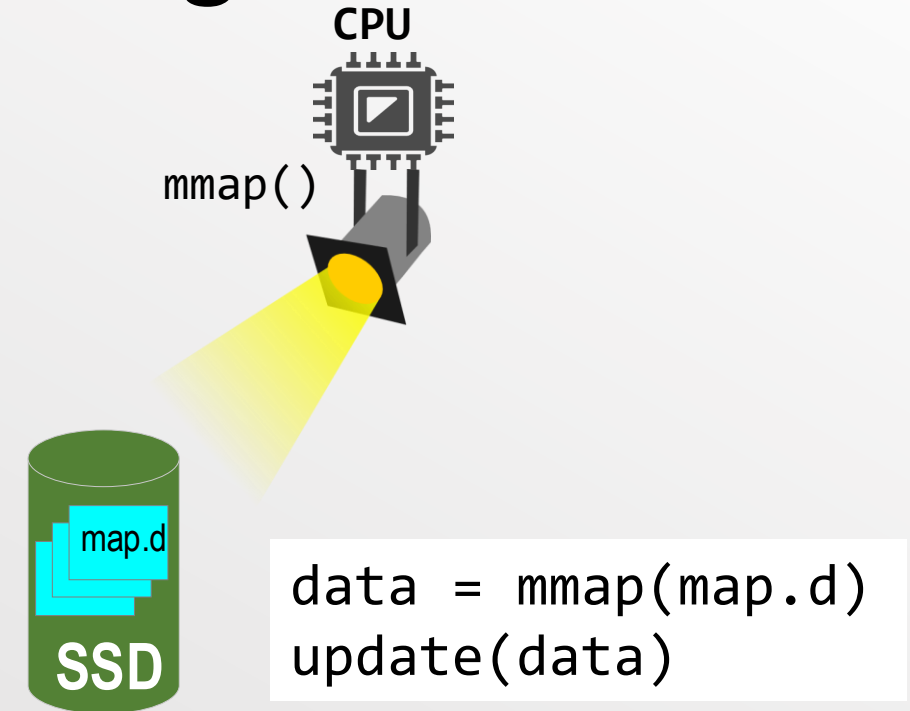 CPU
mmap()
map.d
SSD
data = mmap(map.d)
update(data)